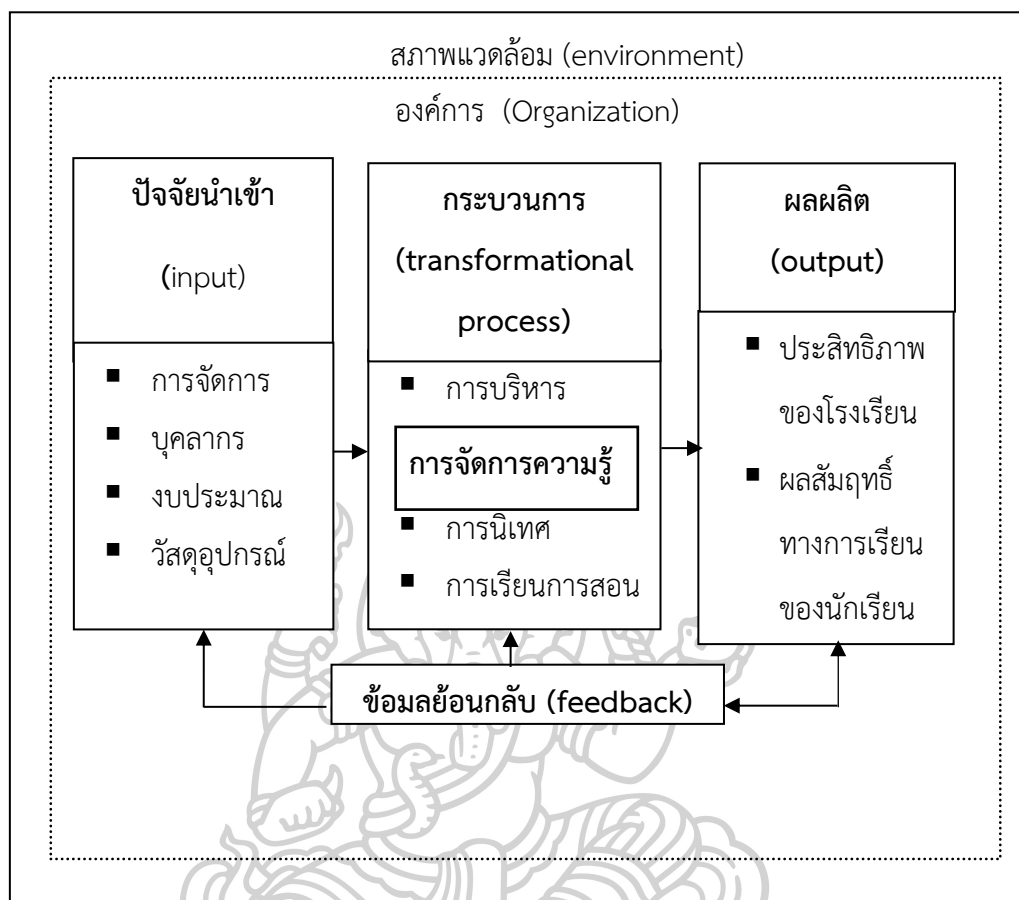 สภาพแวดล้อม (environment)
องค์การ (Organization)
ปัจจัยนำเข้า
(input)
■ การจัดการ
■ บุคลากร
■ งบประมาณ
■ วัสดุอุปกรณ์
กระบวนการ
(transformational
process)
■ การบริหาร
การจัดการความรู้
■ การนิเทศ
■ การเรียนการสอน
ผลผลิต
(output)
■ ประสิทธิภาพ
ของโรงเรียน
■ ผลสัมฤทธิ์
ทางการเรียน
ของนักเรียน
ข้อมลย้อนกลับ (feedback)